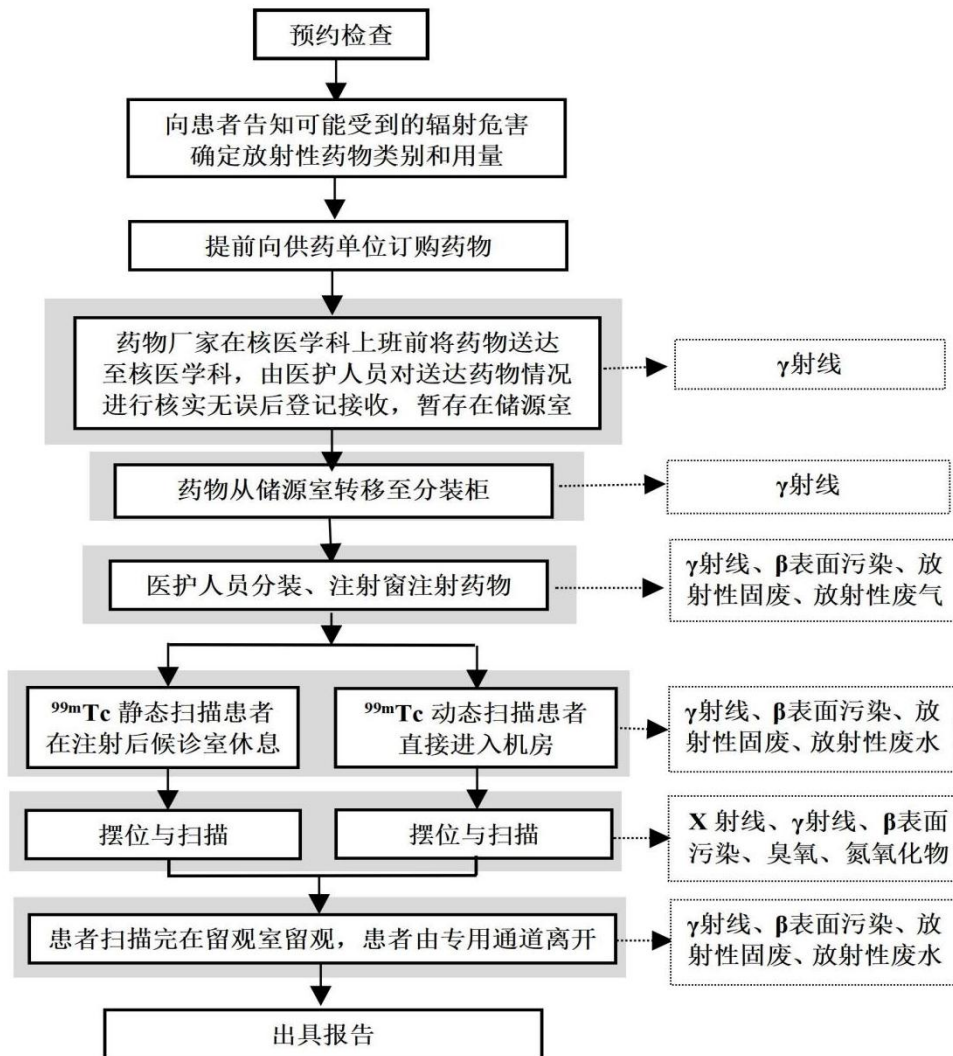 预约检查
向患者告知可能受到的辐射危害
确定放射性药物类别和用量
提前向供药单位订购药物
药物厂家在核医学科上班前将药物送达
至核医学科，由医护人员对送达药物情况
进行核实无误后登记接收，暂存在储源室
γ射线
药物从储源室转移至分装柜
γ射线
医护人员分装、注射窗注射药物
γ射线、β表面污染、放
射性固废、放射性废气
99mTc 静态扫描患者
在注射后候诊室休息
99mTc 动态扫描患者
直接进入机房
γ射线、β表面污染、放
射性固废、放射性废水
摆位与扫描
摆位与扫描
X 射线、γ射线、β表面
污染、臭氧、氮氧化物
患者扫描完在留观室留观，患者由专用通道离开
γ射线、β表面污染、放
射性固废、放射性废水
出具报告